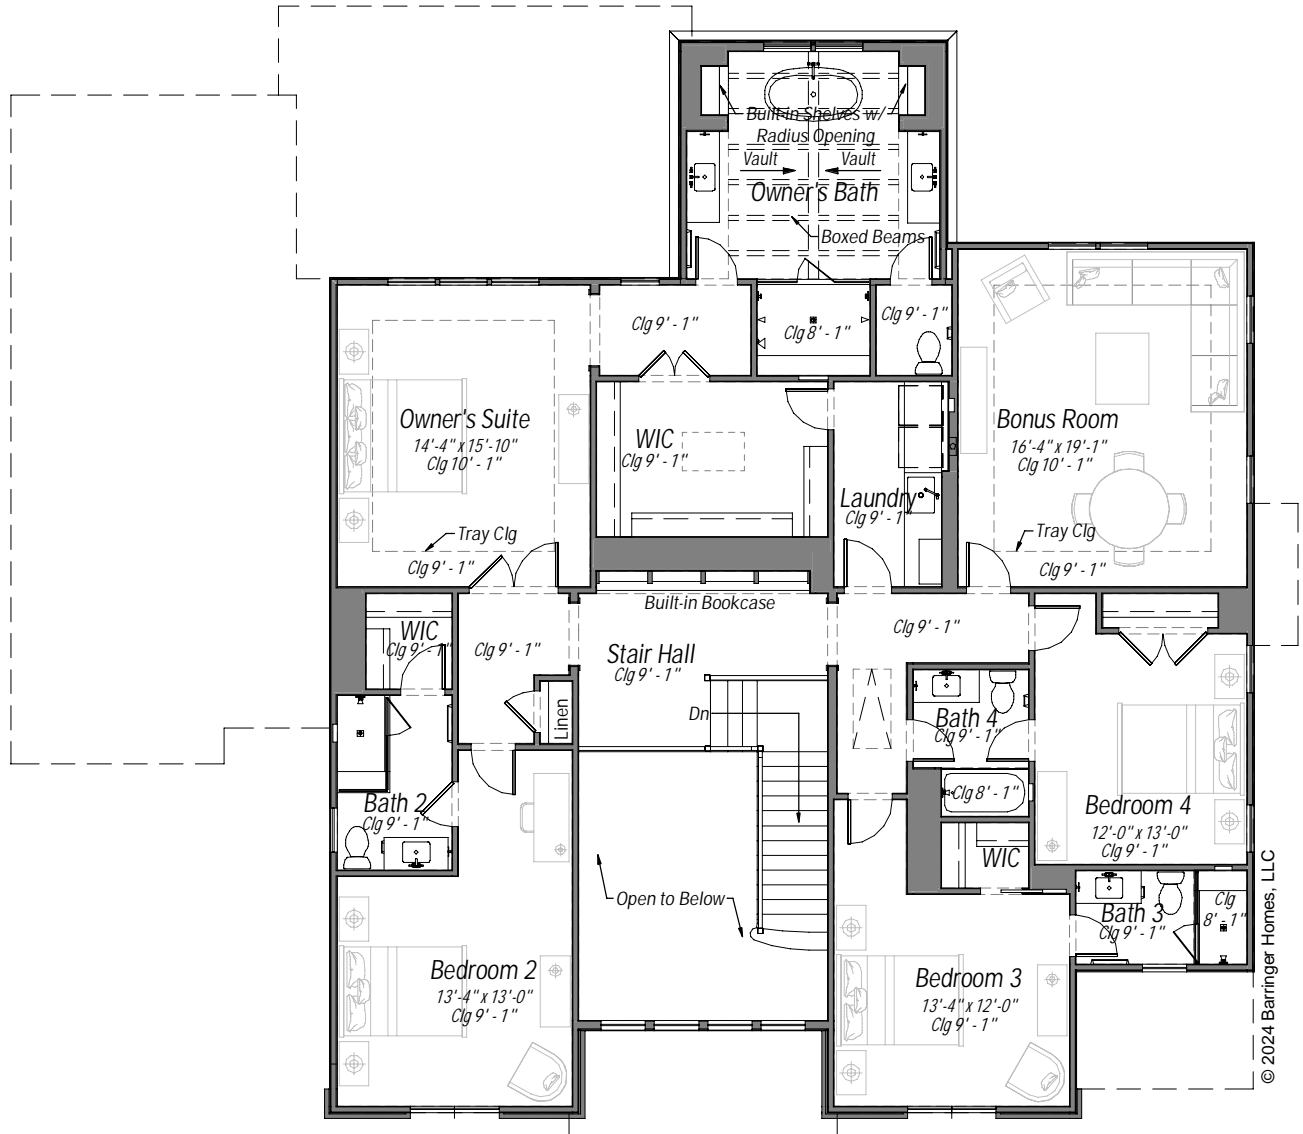 Built-in Shelves w/
Radius Opening
Vault
Vault
Owner's Bath
Boxed Beams
Clg 9' - 1"
Clg 8' - 1"
Clg 9' - 1"
Owner's Suite
14'-4" x 15'-10"
Clg 10' - 1"
Tray Clg
Clg 9' - 1"
WIC
Clg 9' - 1"
Laundry
Clg 9' - 1"
Bonus Room
16'-4" x 19'-1"
Clg 10' - 1"
Tray Clg
Clg 9' - 1"
Built-in Bookcase
WIC
Clg 9' - 1"
Clg 9' - 1"
Stair Hall
Clg 9' - 1"
Clg 9' - 1"
Linen
Dn
Bath 4
Clg 9' - 1"
Clg 8' - 1"
Bath 2
Clg 9' - 1"
Bedroom 4
12'-0" x 13'-0"
Clg 9' - 1"
WIC
Open to Below
Bath 3
Clg 9' - 1"
Clg
8' - 1"
Bedroom 2
13'-4" x 13'-0"
Clg 9' - 1"
Bedroom 3
13'-4" x 12'-0"
Clg 9' - 1"
© 2024 Barringer Homes, LLC